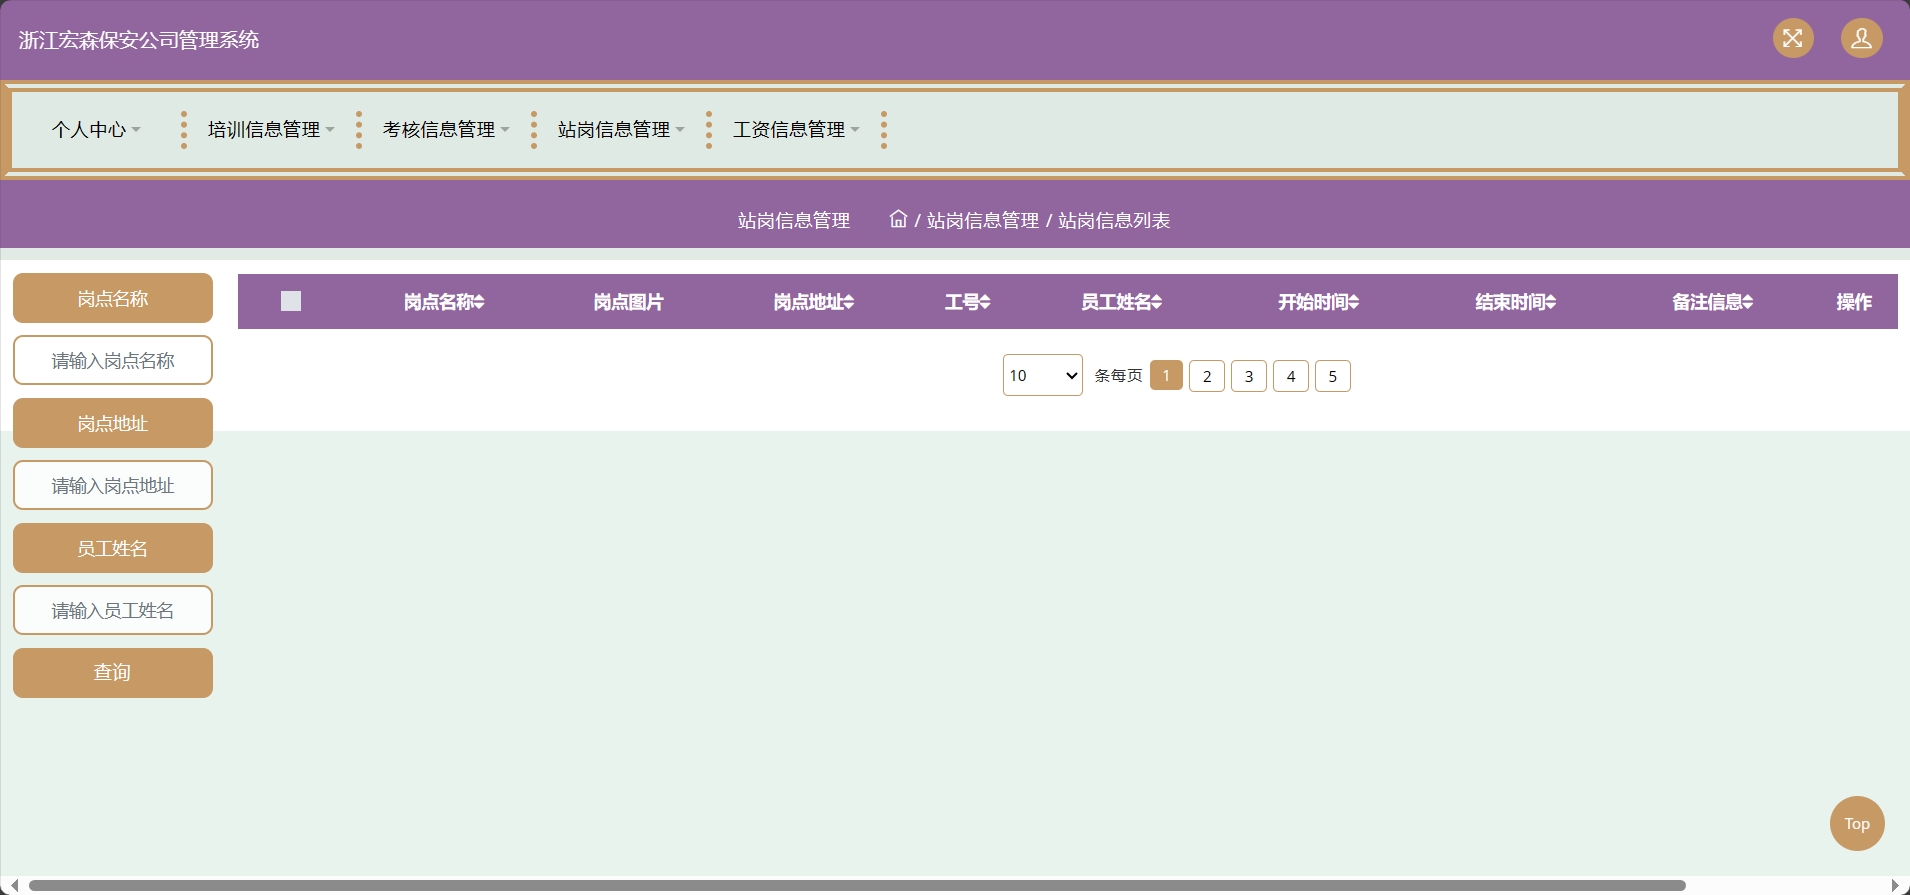 浙江宏森保安公司管理系统
个人中心 培训信息管理 考核信息管理 站岗信息管理 工资信息管理
站岗信息管理 / 站岗信息管理 / 站岗信息列表
岗点名称
请输入岗点名称
岗点地址
请输入岗点地址
员工姓名
请输入员工姓名
查询
岗点名称 岗点图片 岗点地址 工号 员工姓名 开始时间 结束时间 备注信息 操作
10 条每页 1 2 3 4 5
Top